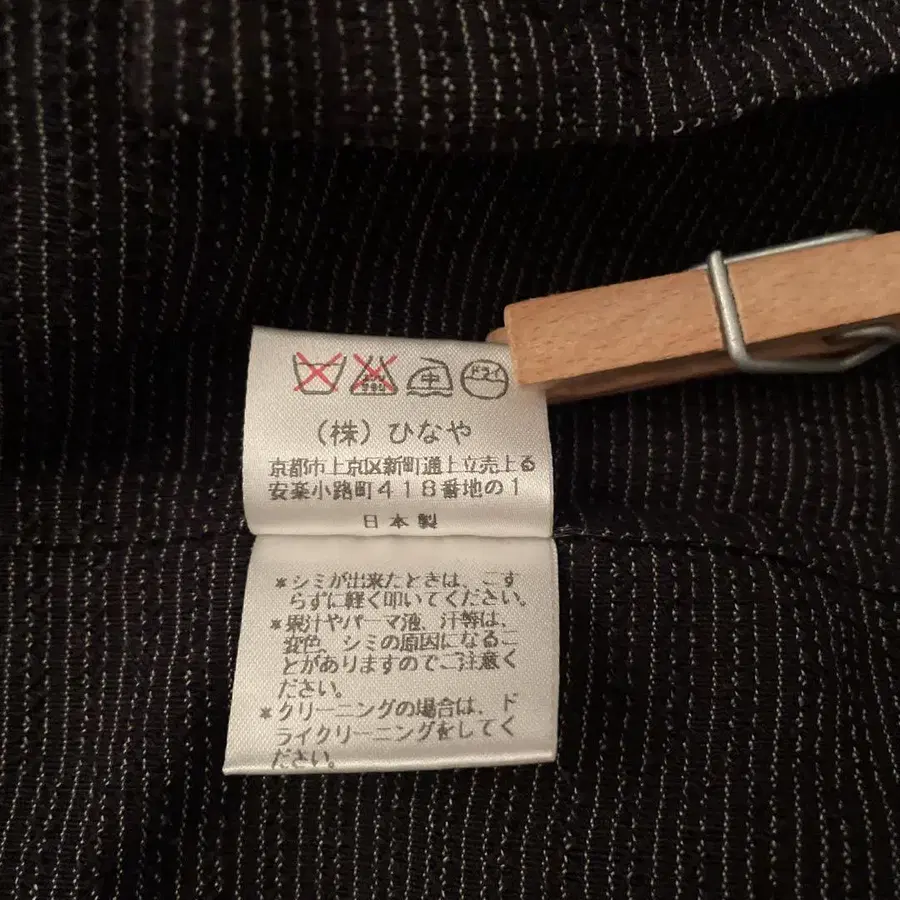 中 ドライ
(株)ひなや
京都市上京区新町通上立売上る
安楽小路町418番地の1
日本製
*シミが出来たときは、こす
らずに軽く叩いてください。
*果汁やパーマ液、汗等は、
変色、シミの原因になるこ
とがありますのでご注意く
ださい。
*クリーニングの場合は、ド
ライクリーニングをしてく
ださい。